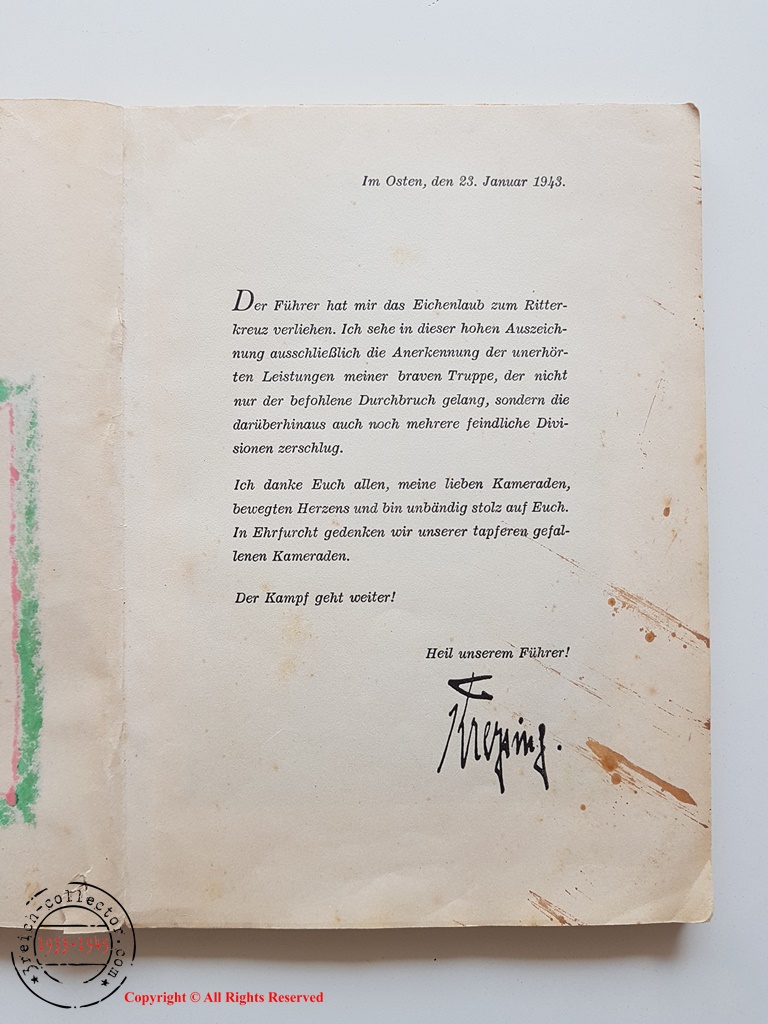 Im Osten, den 23. Januar 1943.
Der Führer hat mir das Eichenlaub zum Ritter-
kreuz verliehen. Ich sehe in dieser hohen Auszeich-
nung ausschließlich die Anerkennung der unerhör-
ten Leistungen meiner braven Truppe, der nicht
nur der befohlene Durchbruch gelang, sondern die
darüberhinaus auch noch mehrere feindliche Divi-
sionen zerschlug.
Ich danke Euch allen, meine lieben Kameraden,
bewegten Herzens und bin unbändig stolz auf Euch.
In Ehrfurcht gedenken wir unserer tapferen gefal-
lenen Kameraden.
Der Kampf geht weiter!
Heil unserem Führer!
3reich-collector.com
1933-1945
Copyright © All Rights Reserved